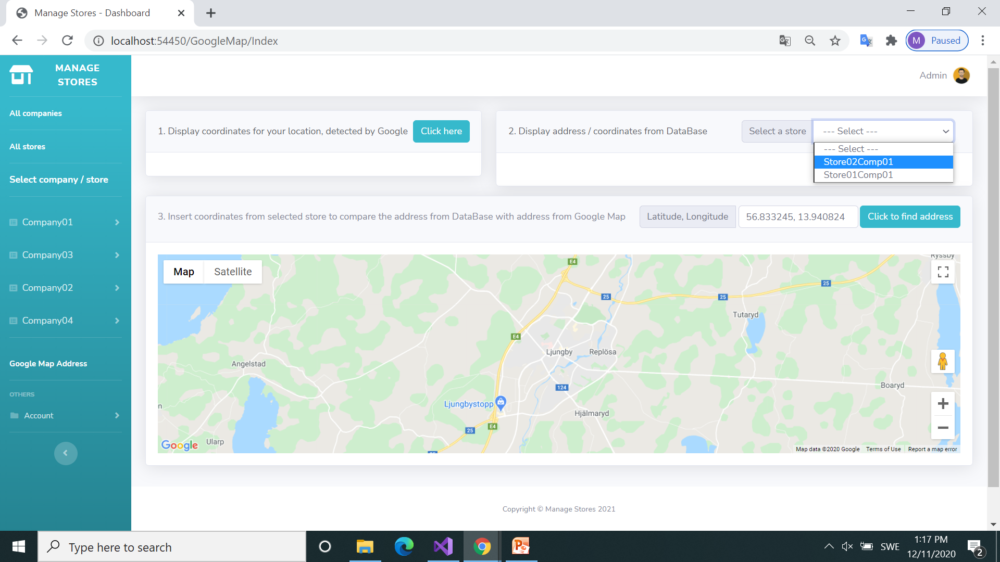 Manage Stores - Dashboard
localhost:54450/GoogleMap/Index
M Paused
MANAGE
STORES
Admin
All companies
All stores
Select company / store
Company01
Company03
Company02
Company04
Google Map Address
OTHERS
Account
1. Display coordinates for your location, detected by Google Click here
2. Display address / coordinates from DataBase Select a store --- Select ---
--- Select ---
Store02Comp01
Store01Comp01
3. Insert coordinates from selected store to compare the address from DataBase with address from Google Map Latitude, Longitude 56.833245, 13.940824 Click to find address
Map Satellite
Ryssby
E4
25
25
25
Tutaryd
E4
Ljungby Replösa
Angelstad
124
Boaryd
Ljungbystopp
Hjälmaryd
E4
25
Ularp
Google
Map data ©2020 Google Terms of Use Report a map error
Copyright © Manage Stores 2021
Type here to search
SWE
1:17 PM
12/11/2020
2